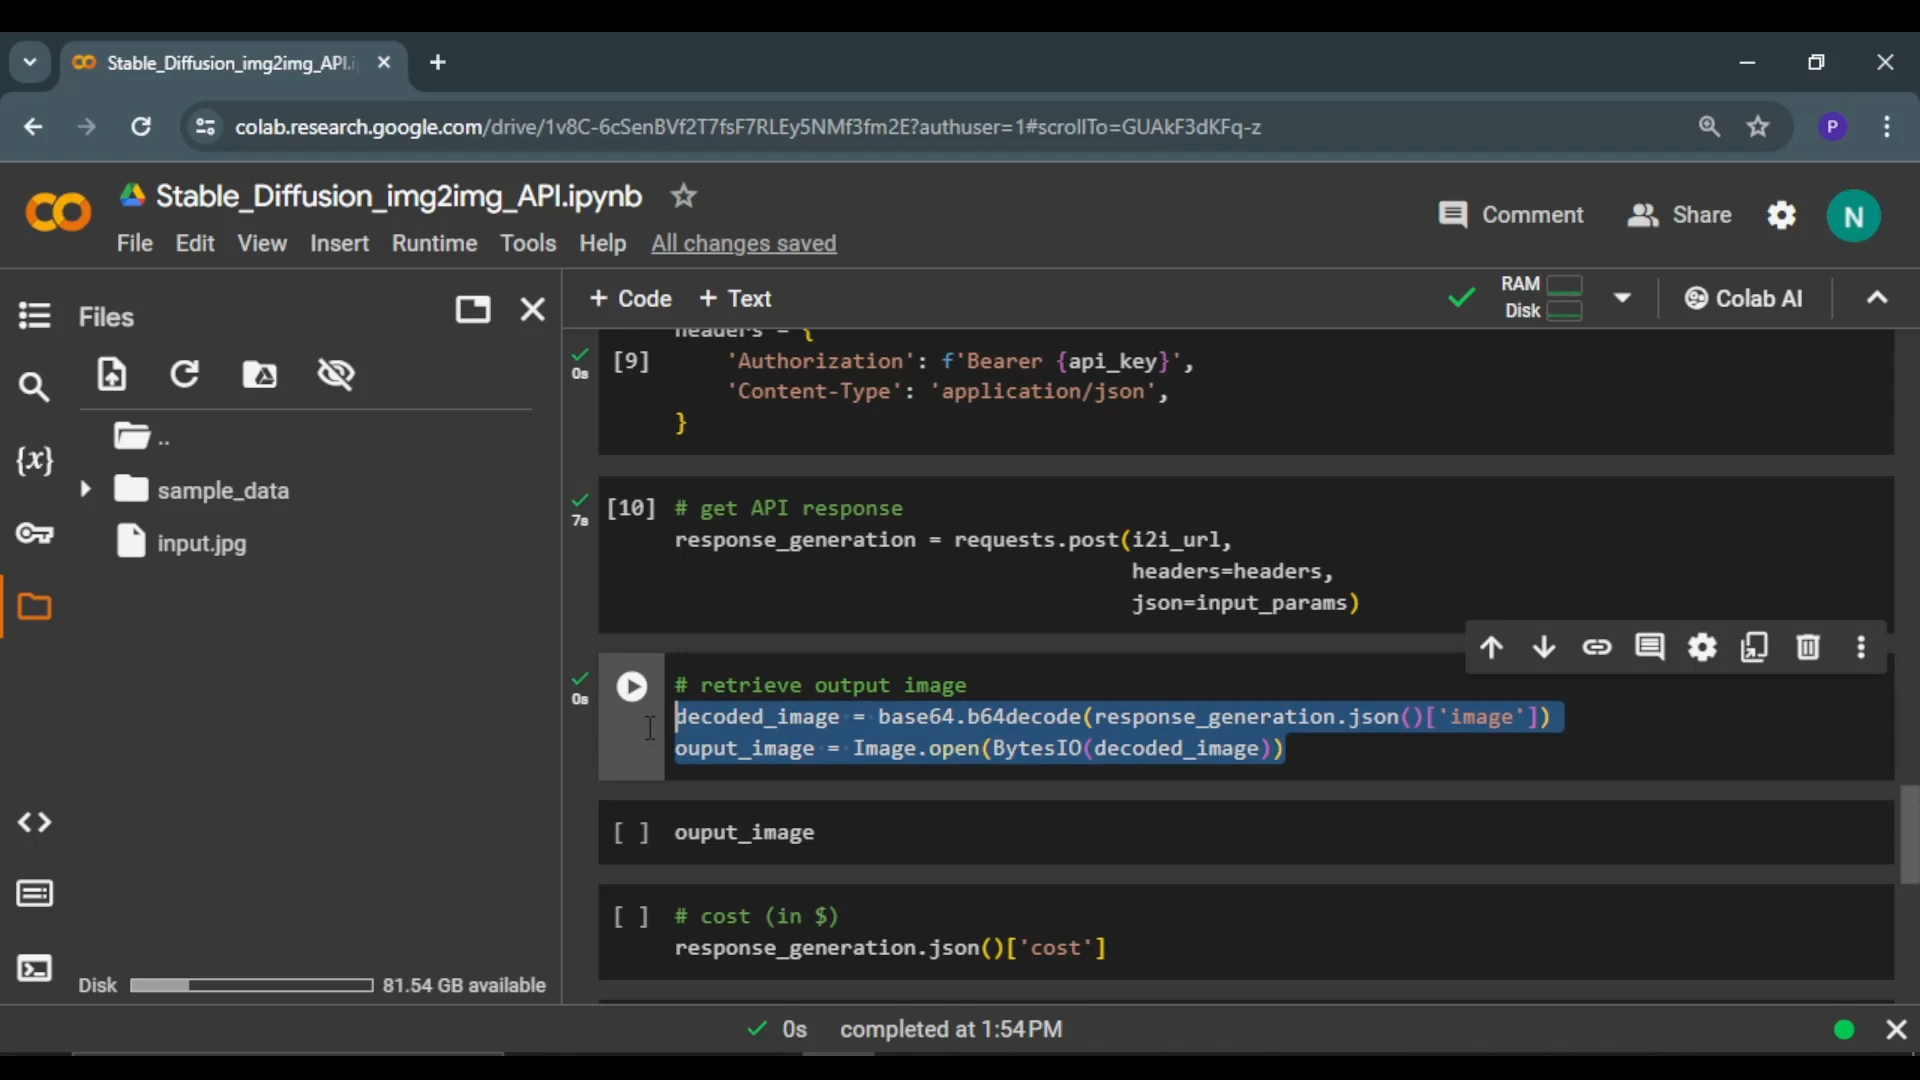 Stable_Diffusion_img2img_API.i
colab.research.google.com/drive/1v8C-6cSenBVf2T7fsF7RLEy5NMf3fm2E?authuser=1#scrollTo=GUAkF3dKFq-z
P
Stable_Diffusion_img2img_API.ipynb
Comment
Share
N
File Edit View Insert Runtime Tools Help All changes saved
Files
+ Code + Text
RAM
Disk
Colab AI
headers = {
[9] 'Authorization': f'Bearer {api_key}',
0s
'Content-Type': 'application/json',
}
..
sample_data
input.jpg
{x}
[10] # get API response
7s
response_generation = requests.post(i2i_url,
headers=headers,
json=input_params)
# retrieve output image
0s
decoded_image = base64.b64decode(response_generation.json()['image'])
ouput_image = Image.open(BytesIO(decoded_image))
[ ] ouput_image
[ ] # cost (in $)
response_generation.json()['cost']
Disk 81.54 GB available
0s completed at 1:54 PM